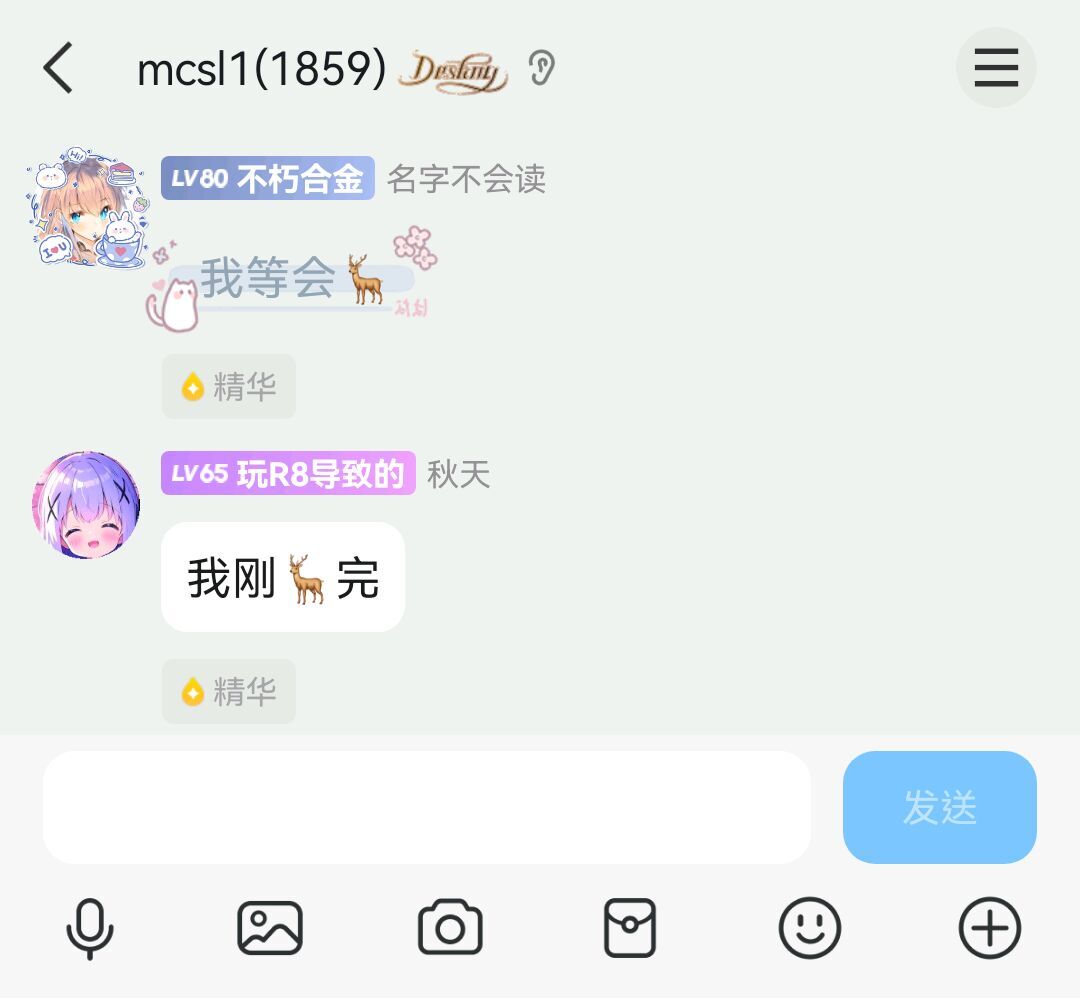 mcsl1(1859) Destiny
LV80 不朽合金 名字不会读
Hi!
I❤U
我等会🦌
精华
LV65 玩R8导致的 秋天
我刚🦌完
精华
发送